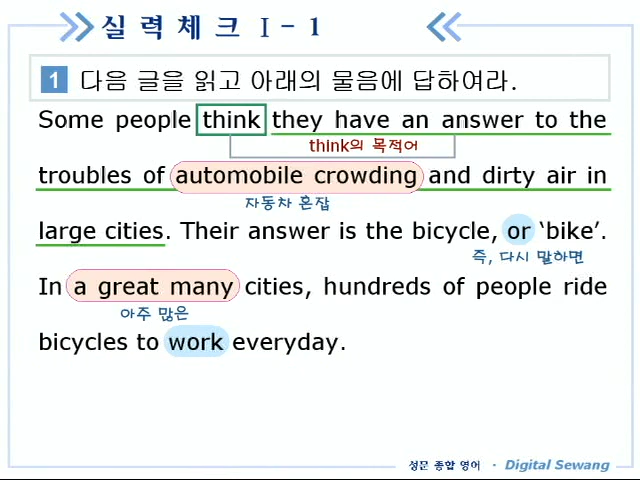 실력체크 I - 1
1 다음 글을 읽고 아래의 물음에 답하여라.
Some people think they have an answer to the
think의 목적어
troubles of automobile crowding and dirty air in
자동차 혼잡
large cities. Their answer is the bicycle, or ‘bike’.
즉, 다시 말하면
In a great many cities, hundreds of people ride
아주 많은
bicycles to work everyday.
성문 종합 영어 · Digital Sewang